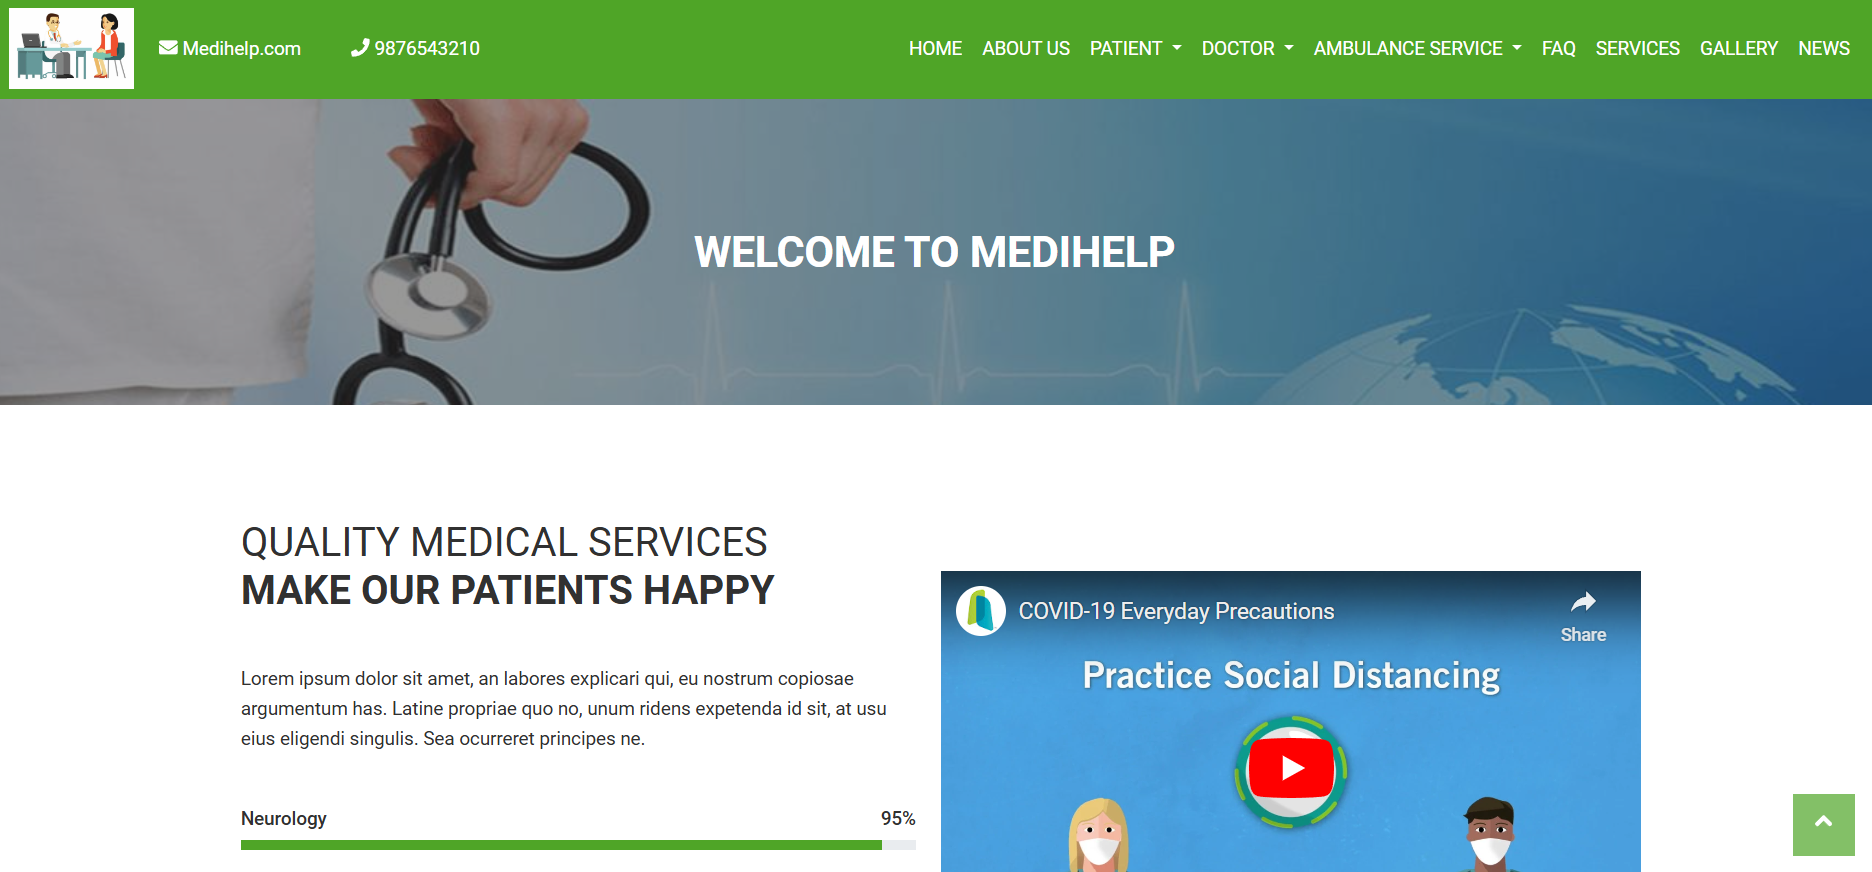 Medihelp.com
9876543210
HOME ABOUT US PATIENT DOCTOR AMBULANCE SERVICE FAQ SERVICES GALLERY NEWS
WELCOME TO MEDIHELP
QUALITY MEDICAL SERVICES
MAKE OUR PATIENTS HAPPY
Lorem ipsum dolor sit amet, an labores explicari qui, eu nostrum copiosae
argumentum has. Latine propriae quo no, unum ridens expetenda id sit, at usu
eius eligendi singulis. Sea ocurreret principes ne.
Neurology 95%
COVID-19 Everyday Precautions
Share
Practice Social Distancing